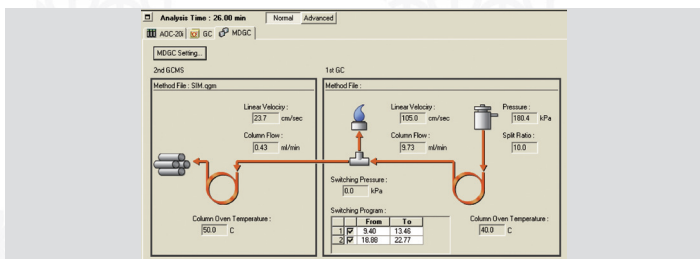 Analysis Time : 26.00 min Normal Advanced
AOC-20i GC MDGC
MDGC Setting...
2nd GCMS 1st GC
Method File : SIM.qgm Method File :
Linear Velociry : 23.7 cm/sec
Column Flow : 0.43 ml/min
Linear Velociry : 105.0 cm/sec
Column Flow : 9.73 ml/min
Pressure : 180.4 kPa
Split Ratio : 10.0
Switching Pressure : 0.0 kPa
Switching Program :
From To
1 9.40 13.46
2 18.88 22.77
Column Oven Temperature : 50.0 C
Column Oven Temperature : 40.0 C